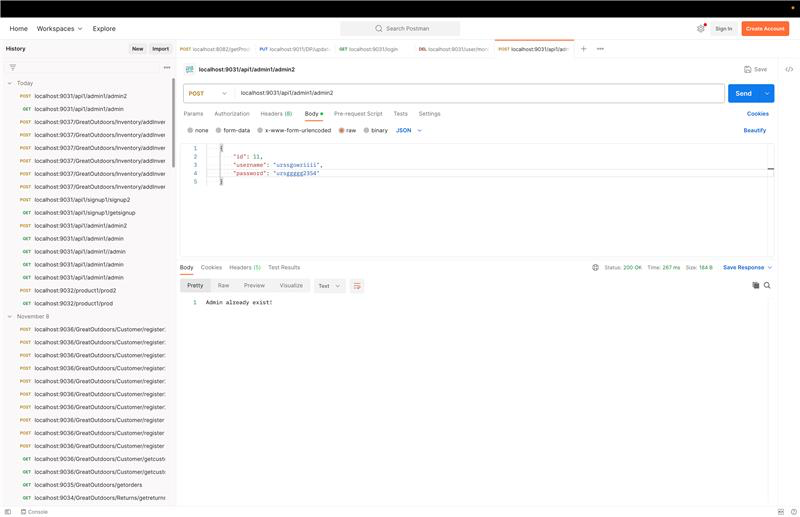 Home Workspaces Explore Search Postman Sign In Create Account
History New Import
localhost:8082/getProd PUT localhost:9011/DP/updat GET localhost:9031/login DEL localhost:9031/user/mor POST localhost:9031/api1/adm
localhost:9031/api1/admin1/admin2 Save
POST localhost:9031/api1/admin1/admin2 Send
Params Authorization Headers (8) Body Pre-request Script Tests Settings Cookies
none form-data x-www-form-urlencoded raw binary JSON Beautify
1 {
2 "id": 11,
3 "username": "urssgowriiii",
4 "password": "ursggggg2354"
5 }
Body Cookies Headers (5) Test Results Status: 200 OK Time: 267 ms Size: 184 B Save Response
Pretty Raw Preview Visualize Text
1 Admin already exist!
Today
POST localhost:9031/api1/admin1/admin2
GET localhost:9031/api1/admin1/admin
POST localhost:9037/GreatOutdoors/Inventory/addInver
POST localhost:9037/GreatOutdoors/Inventory/addInver
POST localhost:9037/GreatOutdoors/Inventory/addInver
POST localhost:9037/GreatOutdoors/Inventory/addInver
POST localhost:9037/GreatOutdoors/Inventory/addInver
POST localhost:9037/GreatOutdoors/Inventory/addInver
POST localhost:9031/api1/signup1/signup2
GET localhost:9031/api1/signup1/getsignup
POST localhost:9031/api1/admin1/admin2
GET localhost:9031/api1/admin1/admin
GET localhost:9031/api1/admin1//admin
GET localhost:9031/api1/admin1/admin
GET localhost:9031/api1/admin1/admin
POST localhost:9032/product1/prod2
GET localhost:9032/product1/prod
November 8
POST localhost:9036/GreatOutdoors/Customer/register
POST localhost:9036/GreatOutdoors/Customer/register
POST localhost:9036/GreatOutdoors/Customer/register
POST localhost:9036/GreatOutdoors/Customer/register
POST localhost:9036/GreatOutdoors/Customer/register
POST localhost:9036/GreatOutdoors/Customer/register
POST localhost:9036/GreatOutdoors/Customer/register
POST localhost:9036/GreatOutdoors/Customer/register
POST localhost:9036/GreatOutdoors/Customer/register
POST localhost:9036/GreatOutdoors/Customer/register
GET localhost:9036/GreatOutdoors/Customer/getcust
GET localhost:9036/GreatOutdoors/Customer/getcust
GET localhost:9035/GreatOutdoors/getorders
GET localhost:9034/GreatOutdoors/Returns/getreturns
Console